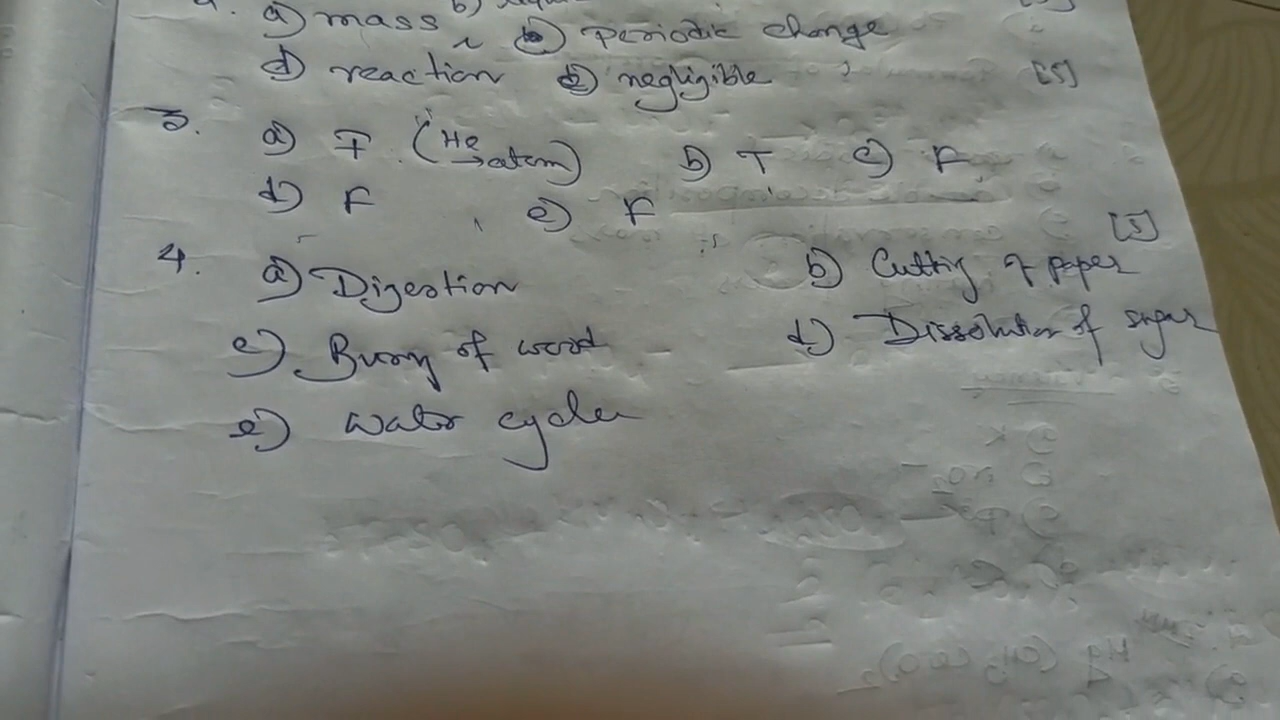 a) mass b)
c) Periodic change
d) reaction e) negligible [5]
3. a) F (He → atom) b) T c) F
d) F e) F
[5]
4. a) Digestion b) Cutting of paper
c) Burng of wood d) Dissolution of sugar
e) water cycle